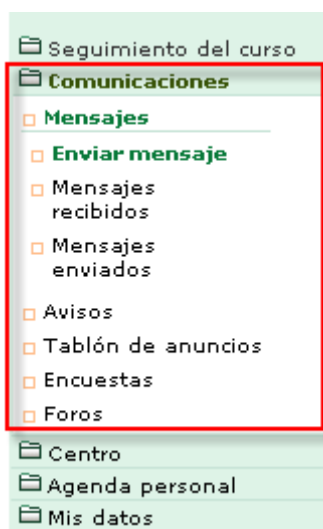 Seguimiento del curso
Comunicaciones
Mensajes
Enviar mensaje
Mensajes
recibidos
Mensajes
enviados
Avisos
Tablón de anuncios
Encuestas
Foros
Centro
Agenda personal
Mis datos